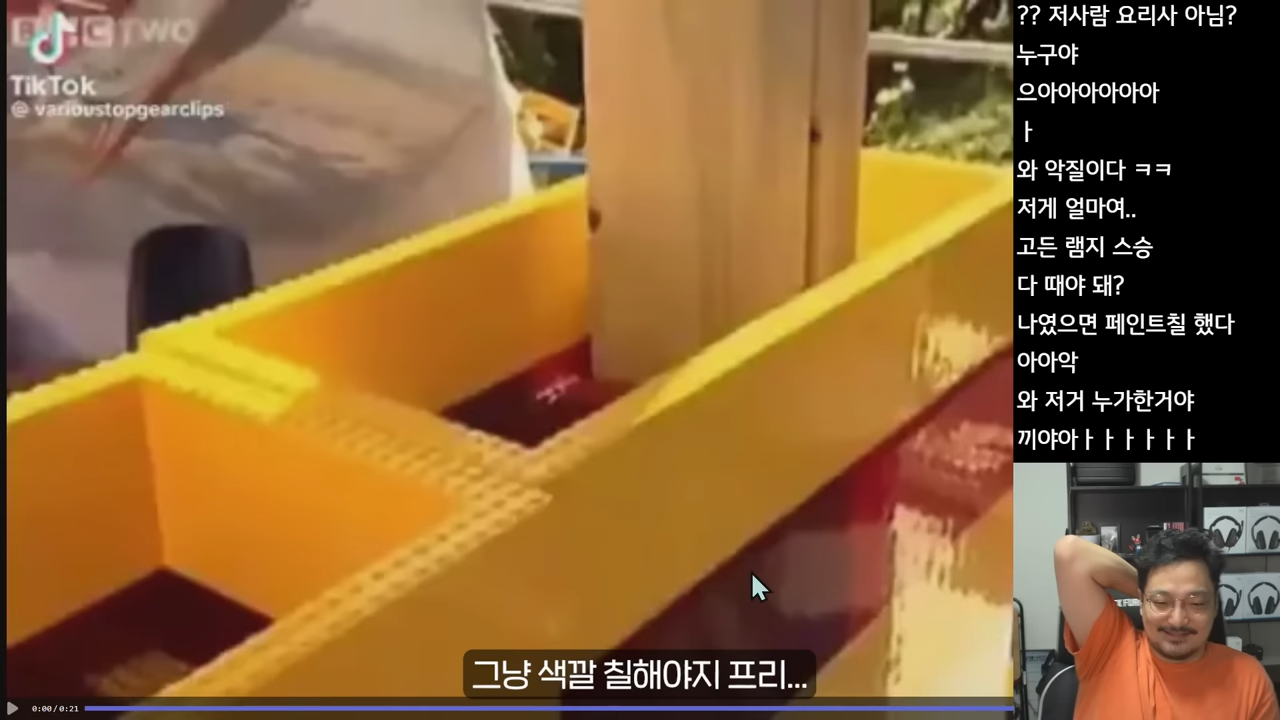 BBC TWO
TikTok
@ varioustopgearclips
그냥 색깔 칠해야지 프리...
0:00/0:21
?? 저사람 요리사 아님?
누구야
으아아아아아아
ㅏ
와 악질이다 ㅋㅋ
저게 얼마여..
고든 램지 스승
다 때야 돼?
나였으면 페인트칠 했다
아아악
와 저거 누가한거야
끼야아ㅏㅏㅏㅏㅏㅏ